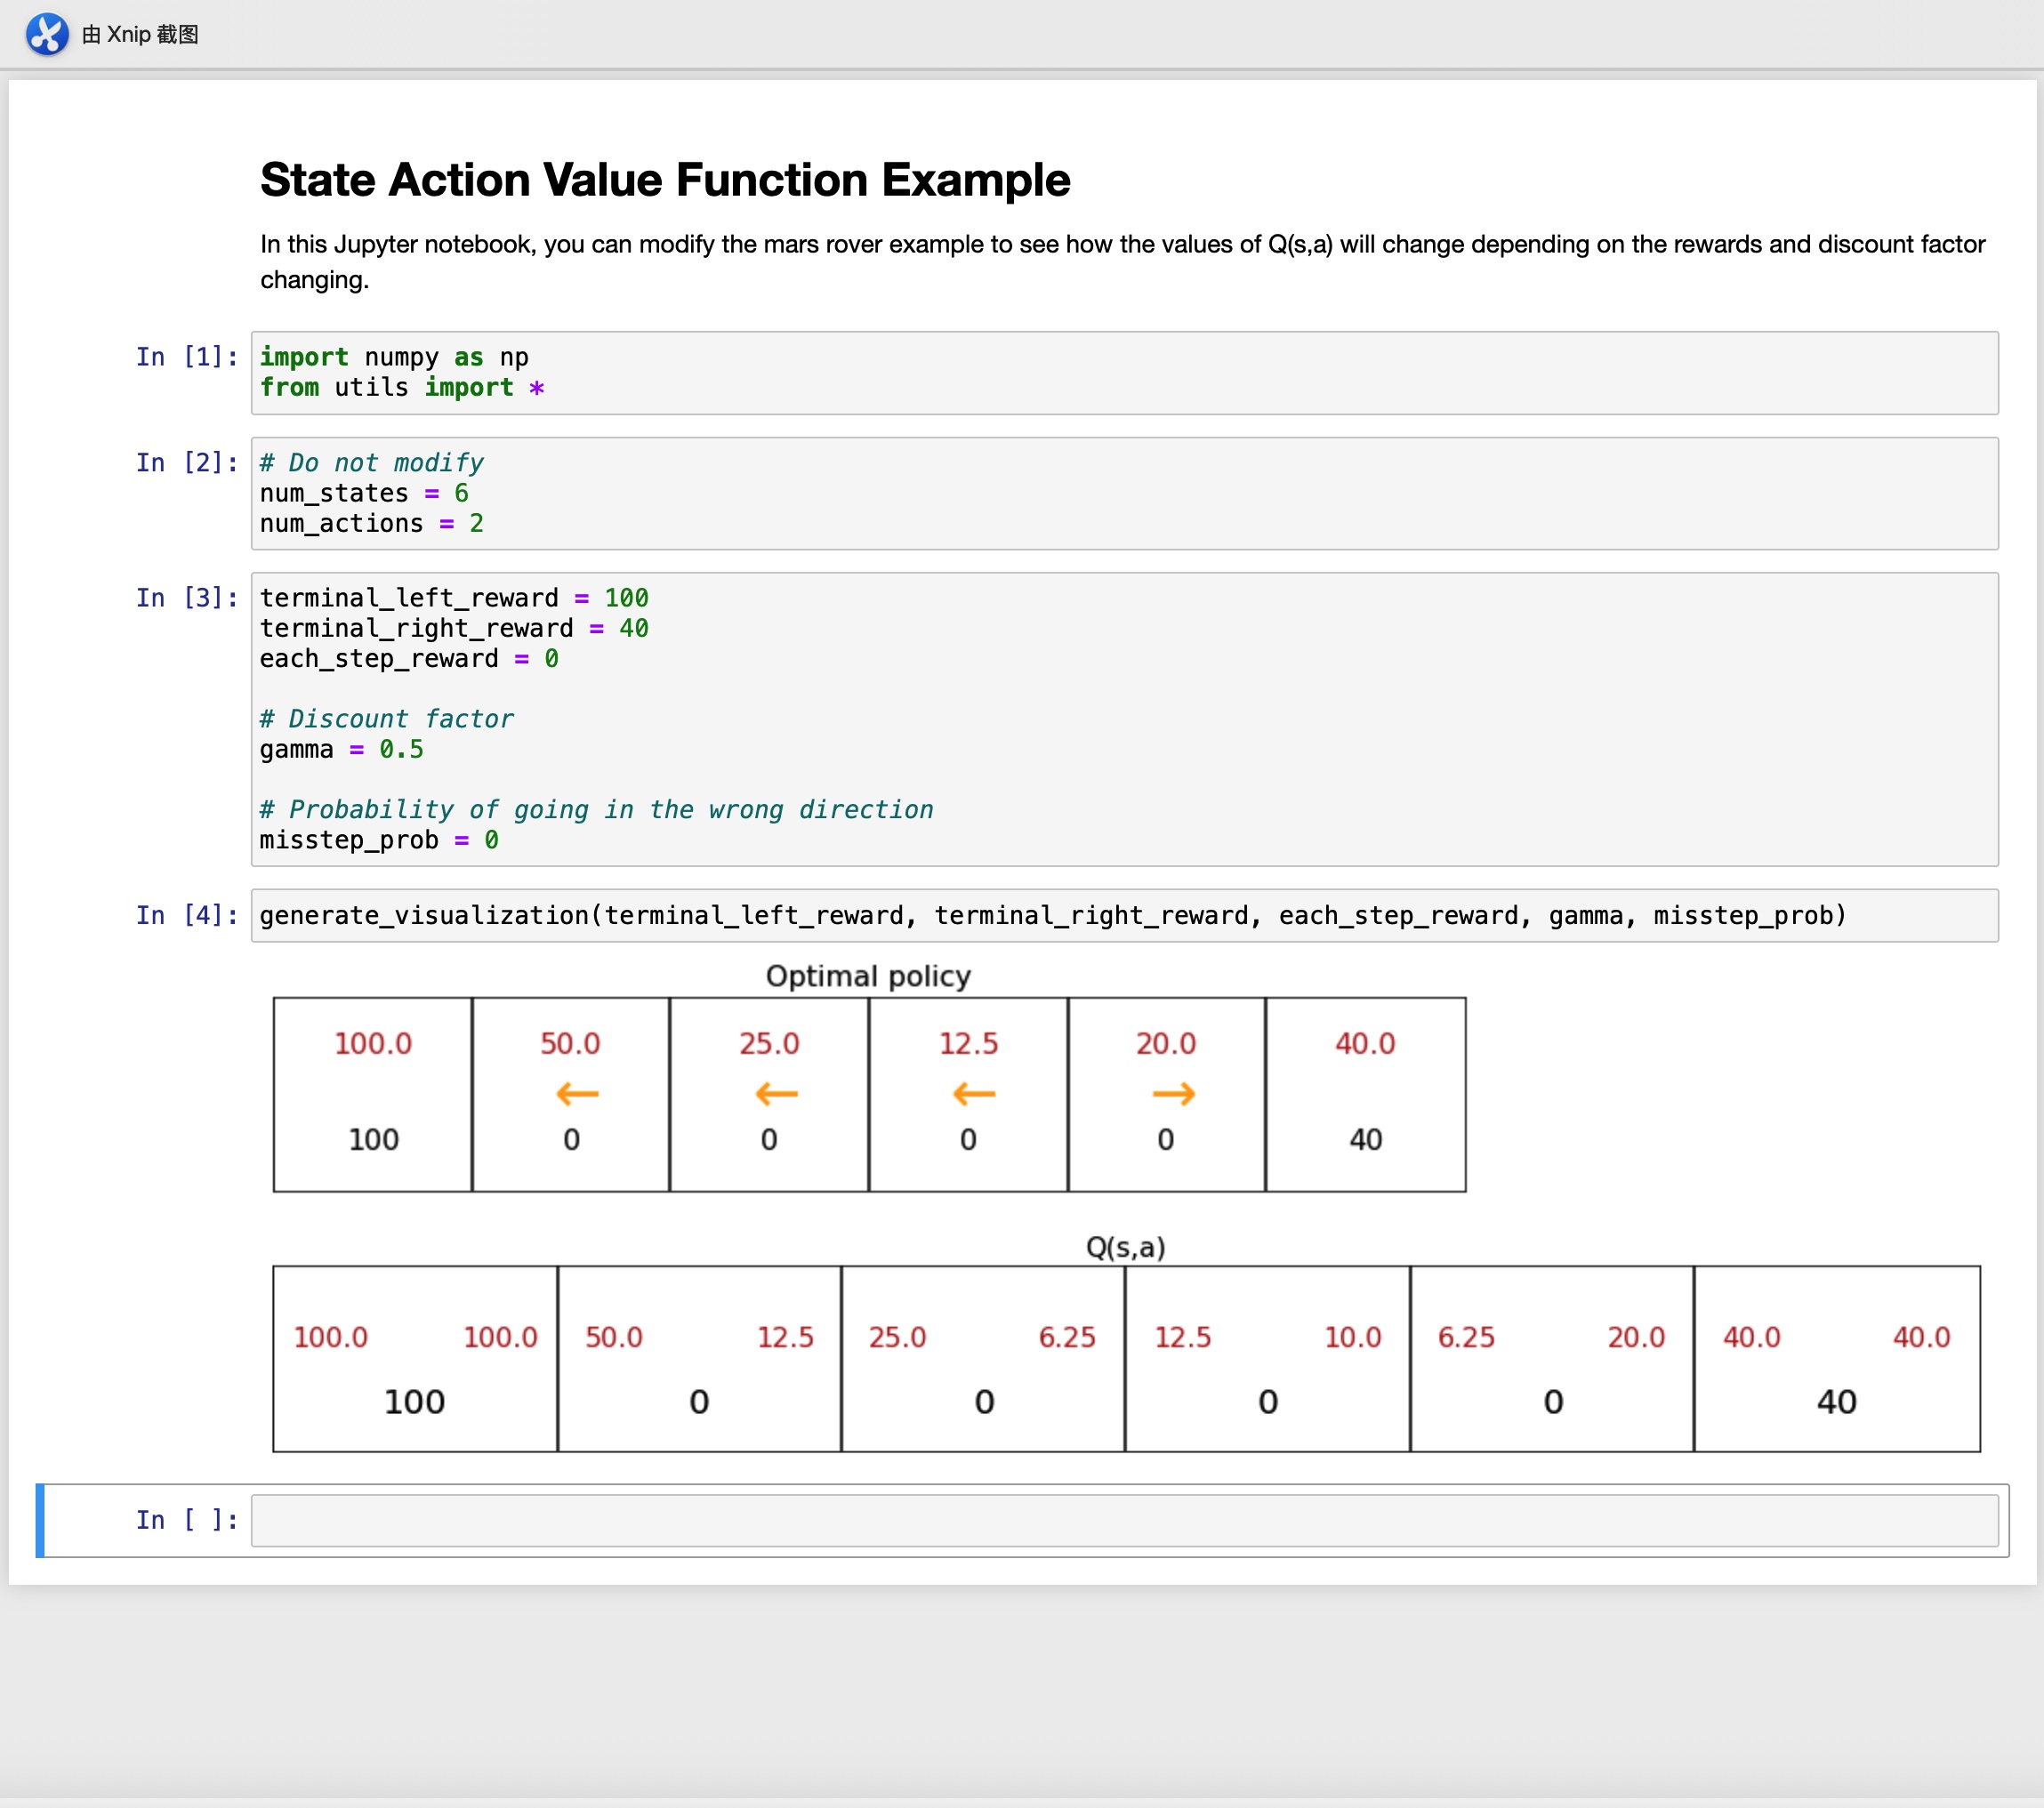 由 Xnip 截图
State Action Value Function Example
In this Jupyter notebook, you can modify the mars rover example to see how the values of Q(s,a) will change depending on the rewards and discount factor
changing.
In [1]: import numpy as np
from utils import *
In [2]: # Do not modify
num_states = 6
num_actions = 2
In [3]: terminal_left_reward = 100
terminal_right_reward = 40
each_step_reward = 0
# Discount factor
gamma = 0.5
# Probability of going in the wrong direction
misstep_prob = 0
In [4]: generate_visualization(terminal_left_reward, terminal_right_reward, each_step_reward, gamma, misstep_prob)
Optimal policy
100.0 50.0 25.0 12.5 20.0 40.0
← ← ← →
100 0 0 0 0 40
Q(s,a)
100.0 100.0 50.0 12.5 25.0 6.25 12.5 10.0 6.25 20.0 40.0 40.0
100 0 0 0 0 40
In [ ]: